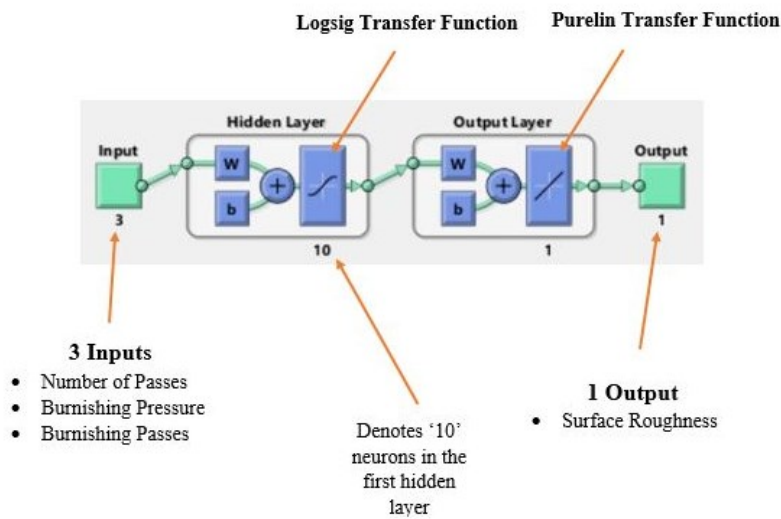 Logsig Transfer Function
Purelin Transfer Function
Hidden Layer
Output Layer
Input
W
b
W
b
Output
3
10
1
1
3 Inputs
• Number of Passes
• Burnishing Pressure
• Burnishing Passes
Denotes ‘10’
neurons in the
first hidden
layer
1 Output
• Surface Roughness